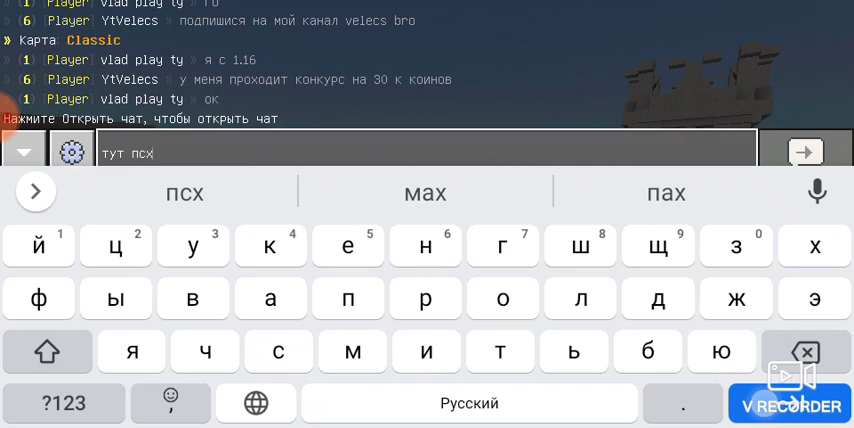 » (1) [Player] vlad play ty » го
» (6) [Player] YtVelecs » подпишися на мой канал velecs bro
» Карта: Classic
» (1) [Player] vlad play ty » я с 1.16
» (6) [Player] YtVelecs » у меня проходит конкурс на 30 к коинов
» (1) [Player] vlad play ty » ок
Нажмите Открыть чат, чтобы открыть чат
тут псх
псх мах пах
й 1 ц 2 у 3 к 4 е 5 н 6 г 7 ш 8 щ 9 з 0 х
ф ы в а п р о л д ж э
я ч с м и т ь б ю
?123 , Русский . V RECORDER